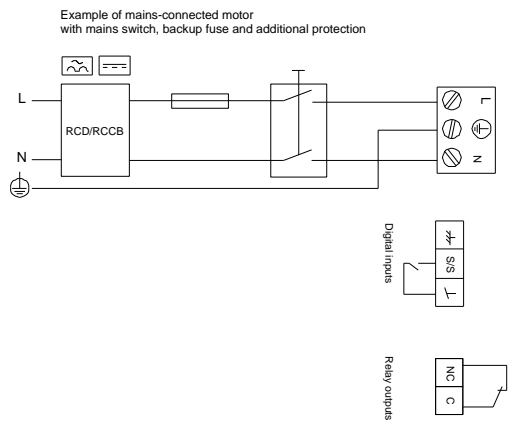 Example of mains-connected motor
with mains switch, backup fuse and additional protection
L
RCD/RCCB
N
L
N
Digital inputs
S/S
Relay outputs
NC
C